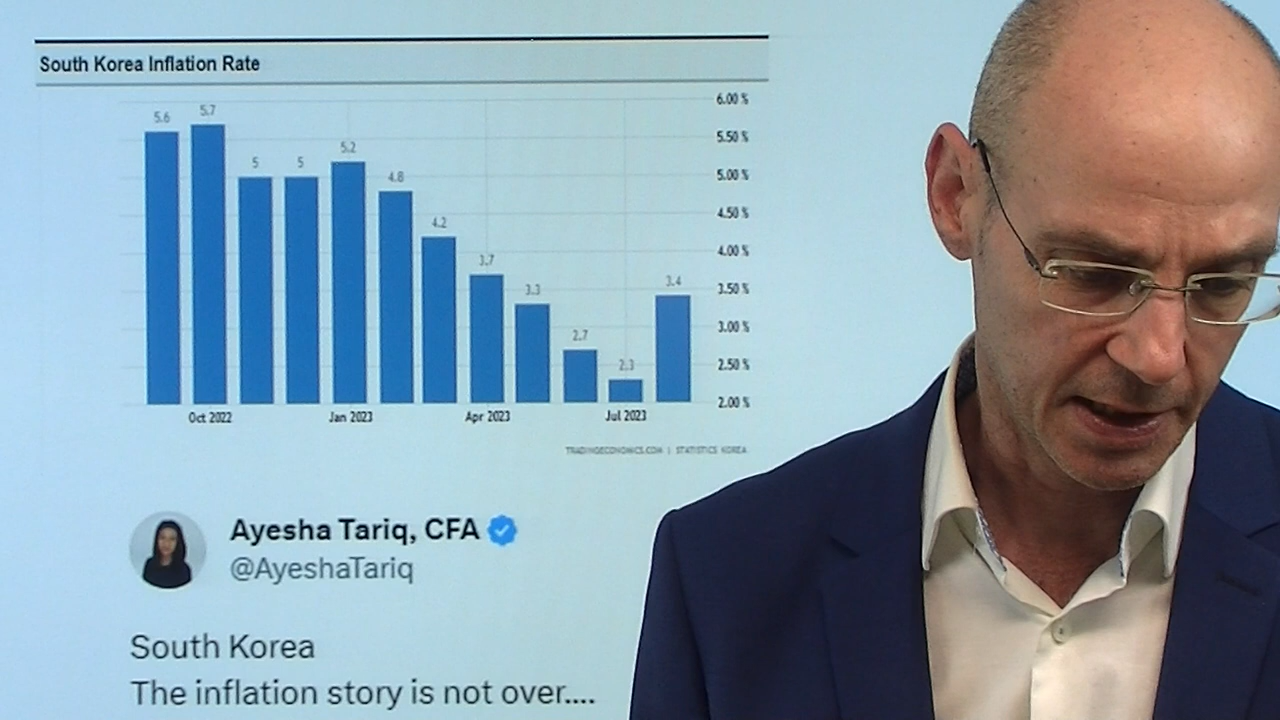 South Korea Inflation Rate
5.6 5.7 5 5 5.2 4.8 4.2 3.7 3.3 2.7 2.3 3.4
6.00 %
5.50 %
5.00 %
4.50 %
4.00 %
3.50 %
3.00 %
2.50 %
2.00 %
Oct 2022 Jan 2023 Apr 2023 Jul 2023
TRADINGECONOMICS.COM | STATISTICS KOREA
Ayesha Tariq, CFA
@AyeshaTariq
South Korea
The inflation story is not over....